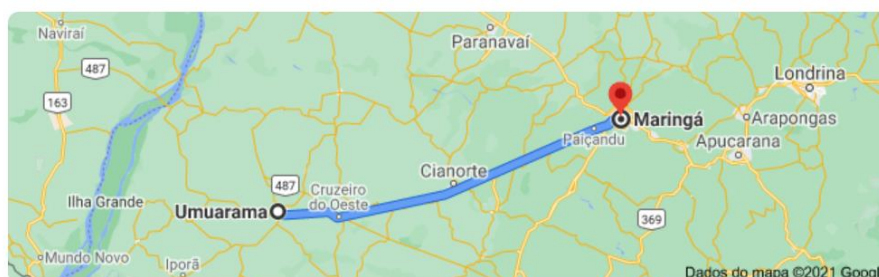 Naviraí
487
163
Paranavaí
Londrina
Maringá
Paiçandu
Arapongas
Apucarana
Cianorte
487
Cruzeiro
do Oeste
Ilha Grande
Umuarama
369
Mundo Novo
Iporã
Dados do mapa ©2021 Googl